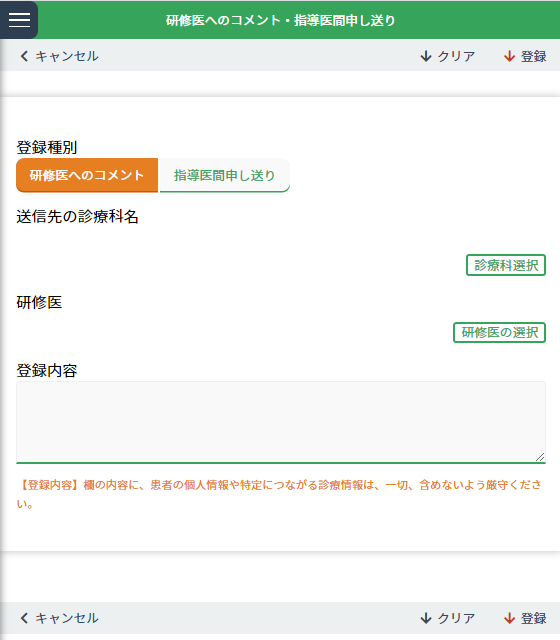 研修医へのコメント・指導医間申し送り
キャンセル クリア 登録
登録種別
研修医へのコメント 指導医間申し送り
送信先の診療科名
診療科選択
研修医
研修医の選択
登録内容
【登録内容】欄の内容に、患者の個人情報や特定につながる診療情報は、一切、含めないよう厳守くださ
い。
キャンセル クリア 登録